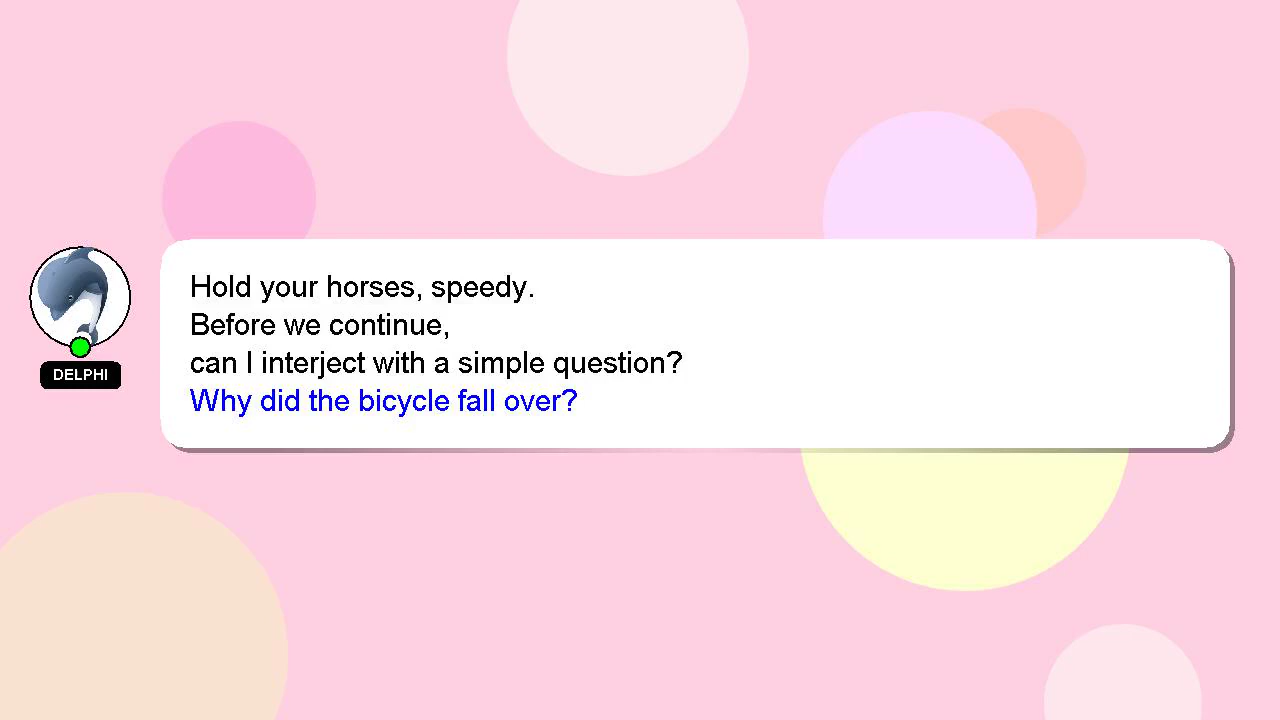 Hold your horses, speedy.
Before we continue,
can I interject with a simple question?
Why did the bicycle fall over?
DELPHI